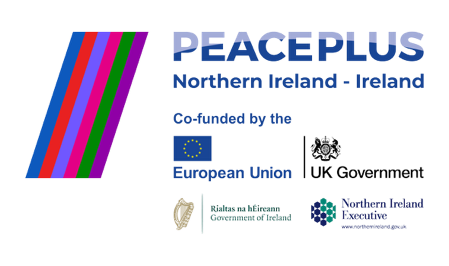 PEACEPLUS
Northern Ireland - Ireland
Co-funded by the
European Union
UK Government
Rialtas na hÉireann
Government of Ireland
Northern Ireland
Executive
www.northernireland.gov.uk